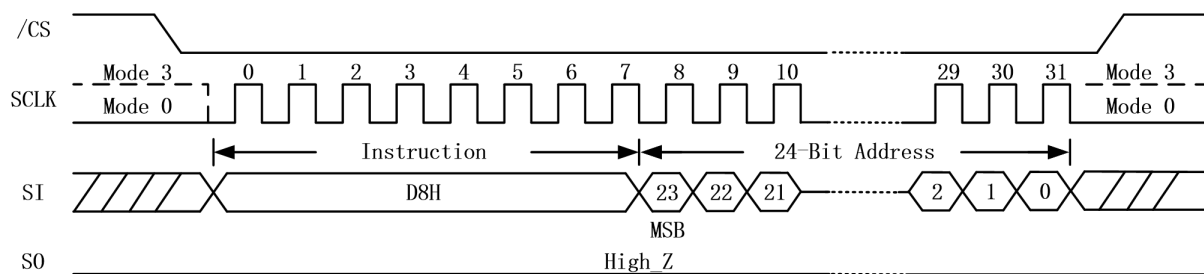 /CS
Mode 3 0 1 2 3 4 5 6 7 8 9 10 29 30 31 Mode 3
SCLK Mode 0 Mode 0
Instruction 24-Bit Address
SI D8H 23 22 21 2 1 0
MSB
SO High_Z